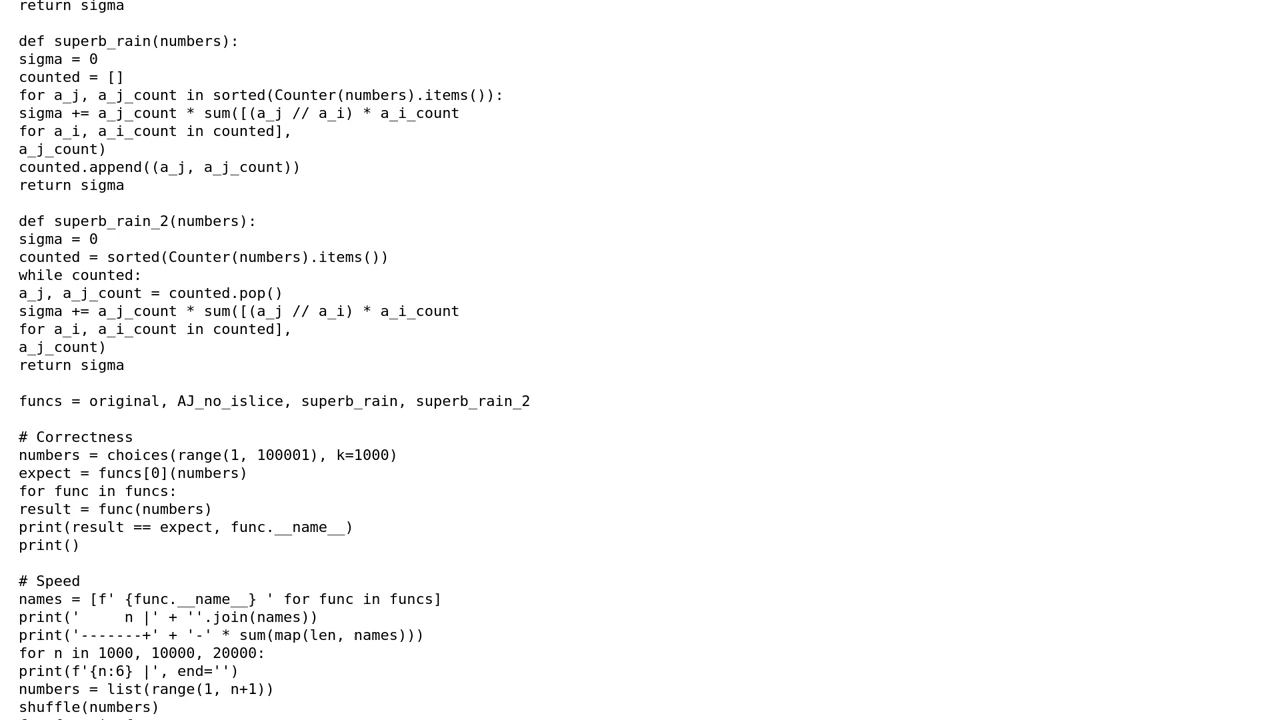 return sigma

def superb_rain(numbers):
sigma = 0
counted = []
for a_j, a_j_count in sorted(Counter(numbers).items()):
sigma += a_j_count * sum([(a_j // a_i) * a_i_count
for a_i, a_i_count in counted],
a_j_count)
counted.append((a_j, a_j_count))
return sigma

def superb_rain_2(numbers):
sigma = 0
counted = sorted(Counter(numbers).items())
while counted:
a_j, a_j_count = counted.pop()
sigma += a_j_count * sum([(a_j // a_i) * a_i_count
for a_i, a_i_count in counted],
a_j_count)
return sigma

funcs = original, AJ_no_islice, superb_rain, superb_rain_2

# Correctness
numbers = choices(range(1, 100001), k=1000)
expect = funcs[0](numbers)
for func in funcs:
result = func(numbers)
print(result == expect, func.__name__)
print()

# Speed
names = [f' {func.__name__} ' for func in funcs]
print('     n |' + ''.join(names))
print('-------+' + '-' * sum(map(len, names)))
for n in 1000, 10000, 20000:
print(f'{n:6} |', end='')
numbers = list(range(1, n+1))
shuffle(numbers)